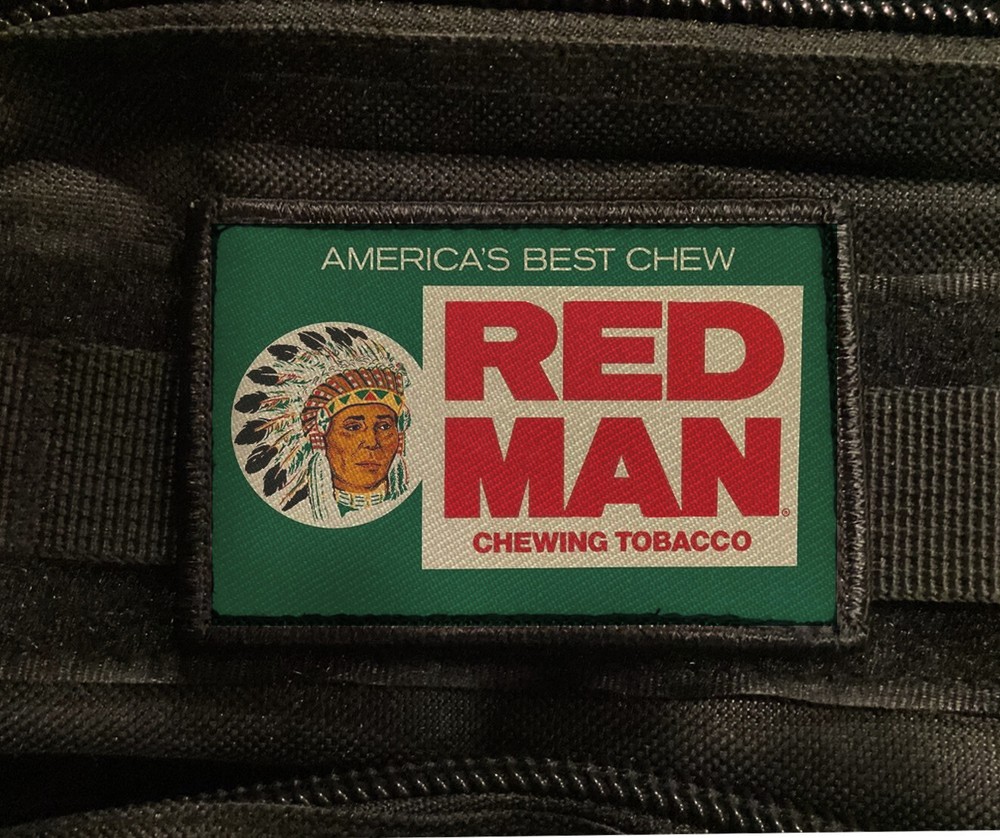 AMERICA'S BEST CHEW
RED
MAN®
CHEWING TOBACCO